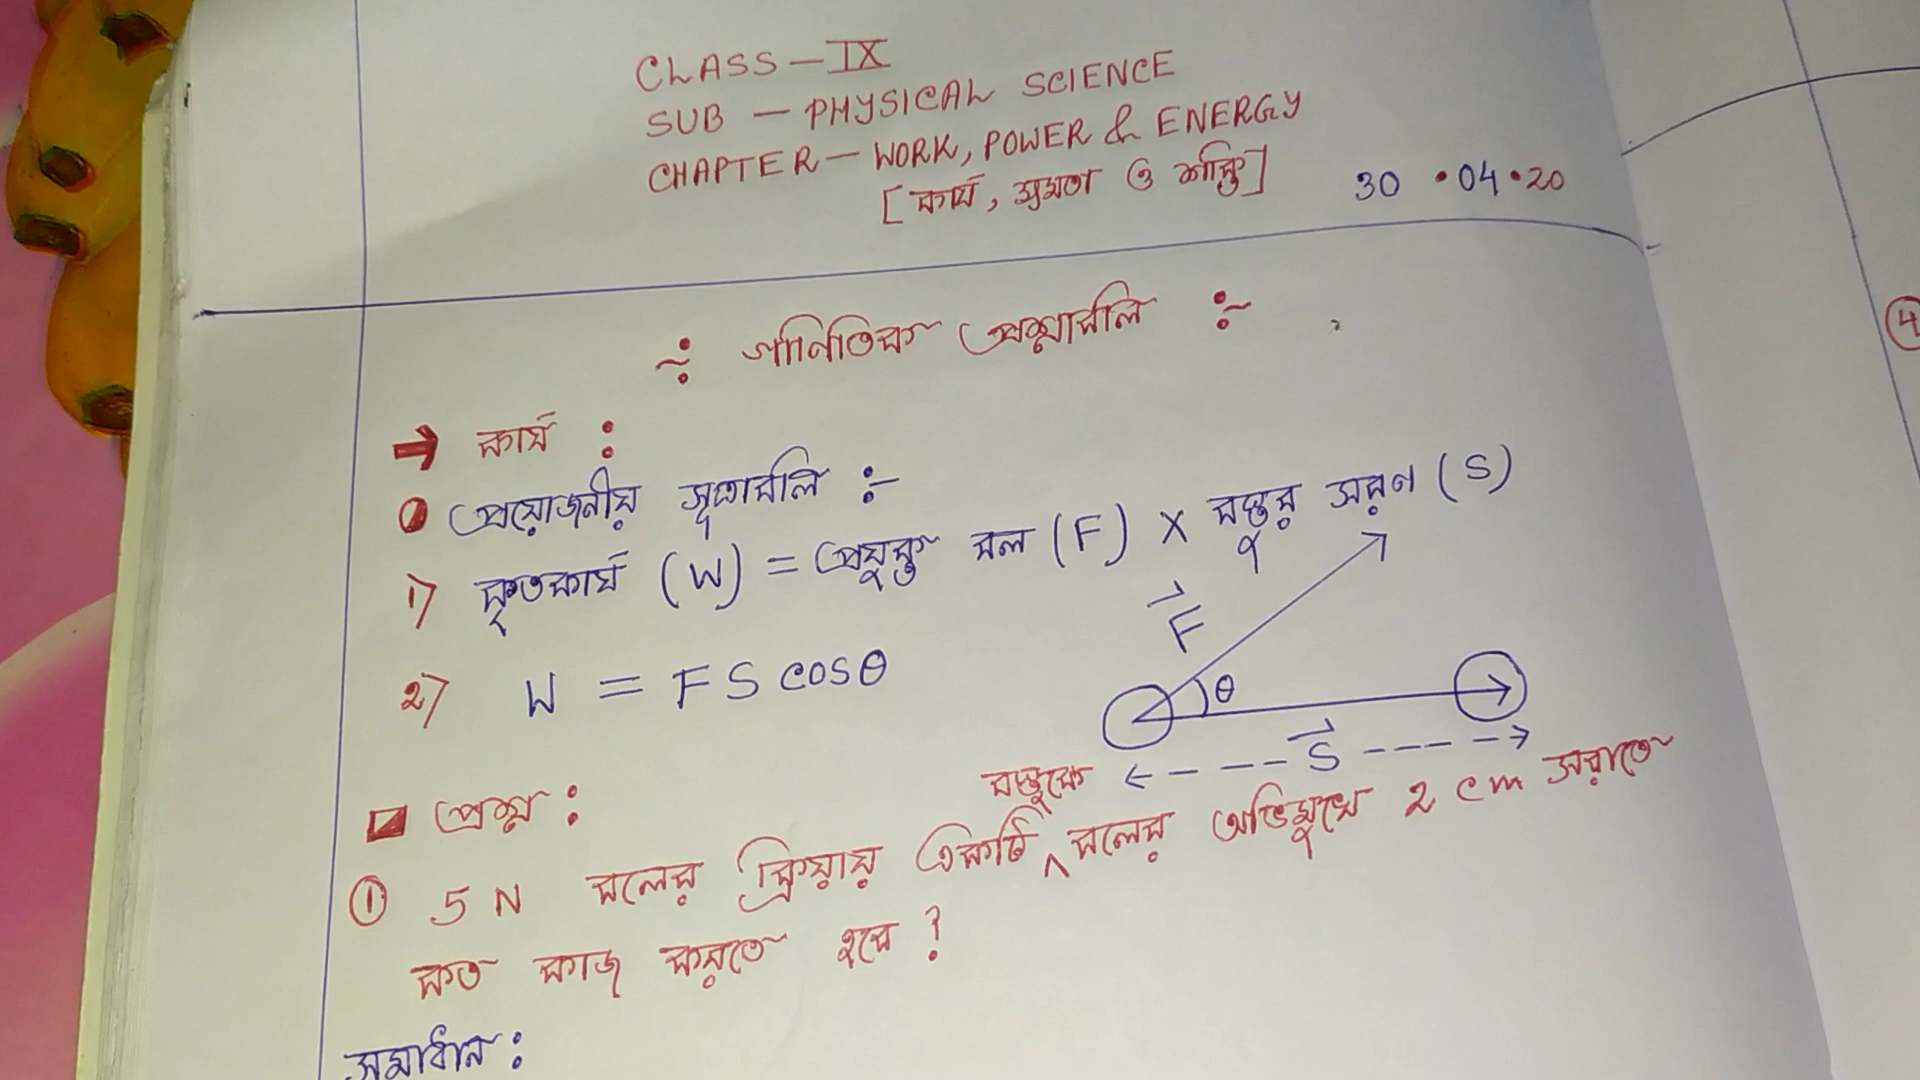 CLASS – IX
SUB – PHYSICAL SCIENCE
CHAPTER – WORK, POWER & ENERGY
[কার্য, ক্ষমতা ও শক্তি]
30 • 04 • 20
গানিতিক প্রশ্নাবলি :-
→ কার্য :
প্রয়োজনীয় সূত্রাবলি :-
1) কৃতকার্য (W) = প্রযুক্ত বল (F) × বস্তুর সরণ (S)
2) W = F S cosθ
F
θ
S
প্রশ্ন :
বস্তুকে
① 5 N বলের ক্রিয়ায় একটি ^ বলের অভিমুখে 2 cm সরাতে
কত কাজ করতে হবে ?
সমাধান :
4